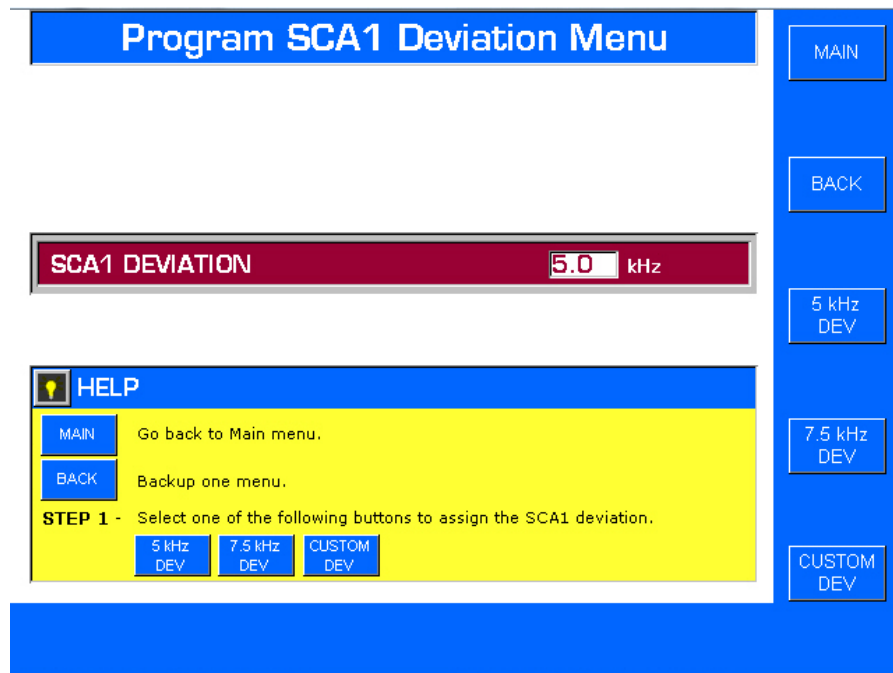 Program SCA1 Deviation Menu
MAIN
BACK
SCA1 DEVIATION 5.0 kHz
5 kHz
DEV
7.5 kHz
DEV
CUSTOM
DEV
HELP
MAIN Go back to Main menu.
BACK Backup one menu.
STEP 1 - Select one of the following buttons to assign the SCA1 deviation.
5 kHz
DEV
7.5 kHz
DEV
CUSTOM
DEV